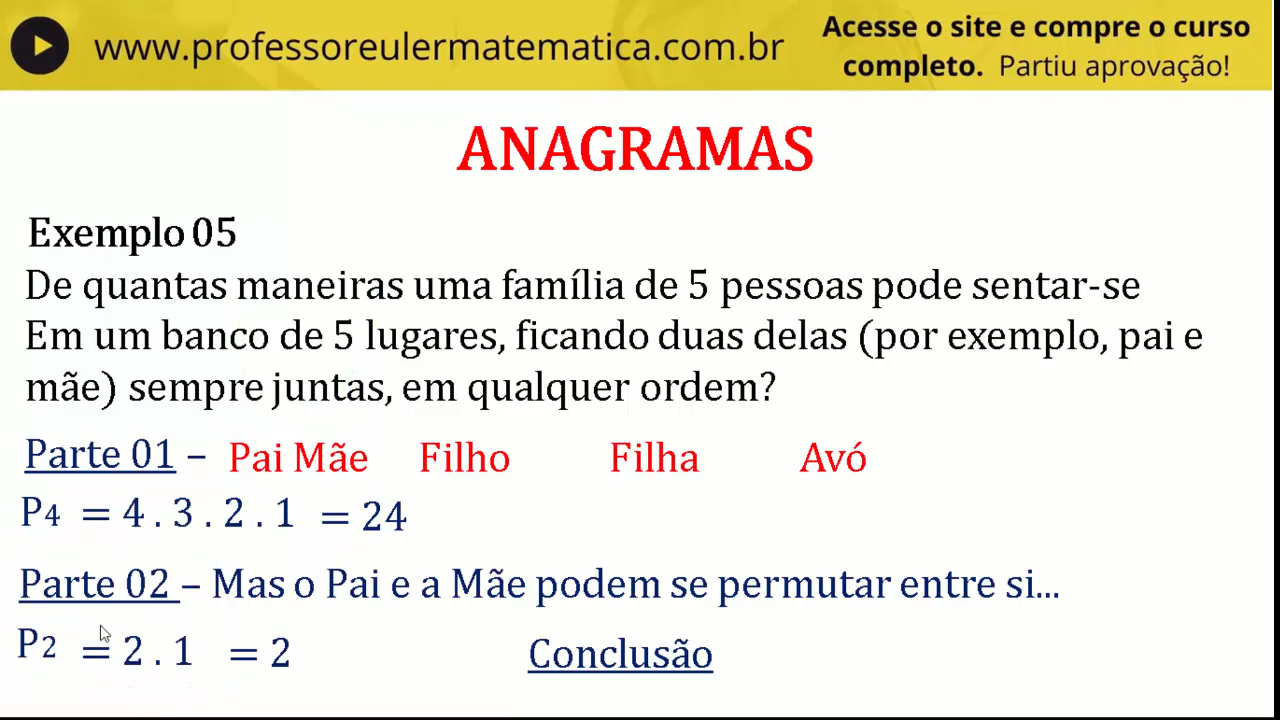 www.professoreulermatematica.com.br
Acesse o site e compre o curso
completo. Partiu aprovação!
ANAGRAMAS
Exemplo 05
De quantas maneiras uma família de 5 pessoas pode sentar-se
Em um banco de 5 lugares, ficando duas delas (por exemplo, pai e
mãe) sempre juntas, em qualquer ordem?
Parte 01 – Pai Mãe Filho Filha Avó
P4 = 4 . 3 . 2 . 1 = 24
Parte 02 – Mas o Pai e a Mãe podem se permutar entre si...
P2 = 2 . 1 = 2 Conclusão